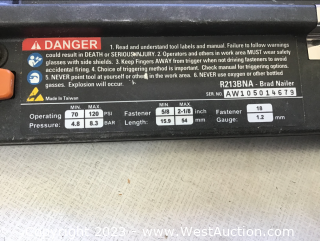 DANGER
1. Read and understand tool labels and manual. Failure to follow warnings
could result in DEATH or SERIOUS INJURY. 2. Operators and others in work area MUST wear safety
glasses with side shields. 3. Keep Fingers AWAY from trigger when not driving fasteners to avoid
accidental firing. 4. Choice of triggering method is important. Check manual for triggering options.
5. NEVER point tool at yourself or others in the work area. 6. NEVER use oxygen or other bottled
gases. Explosion will occur.
R213BNA - Brad Nailer
Made in Taiwan
SERIAL NO. AW105014679
MIN. MAX. MIN. MAX.
Operating 70 120 PSI Fastener 5/8 2-1/8 inch Fastener 18
Pressure: 4.8 8.3 BAR Length: 15.9 54 mm Gauge: 1.2 mm
Copyright 2023 - www.WestAuction.com